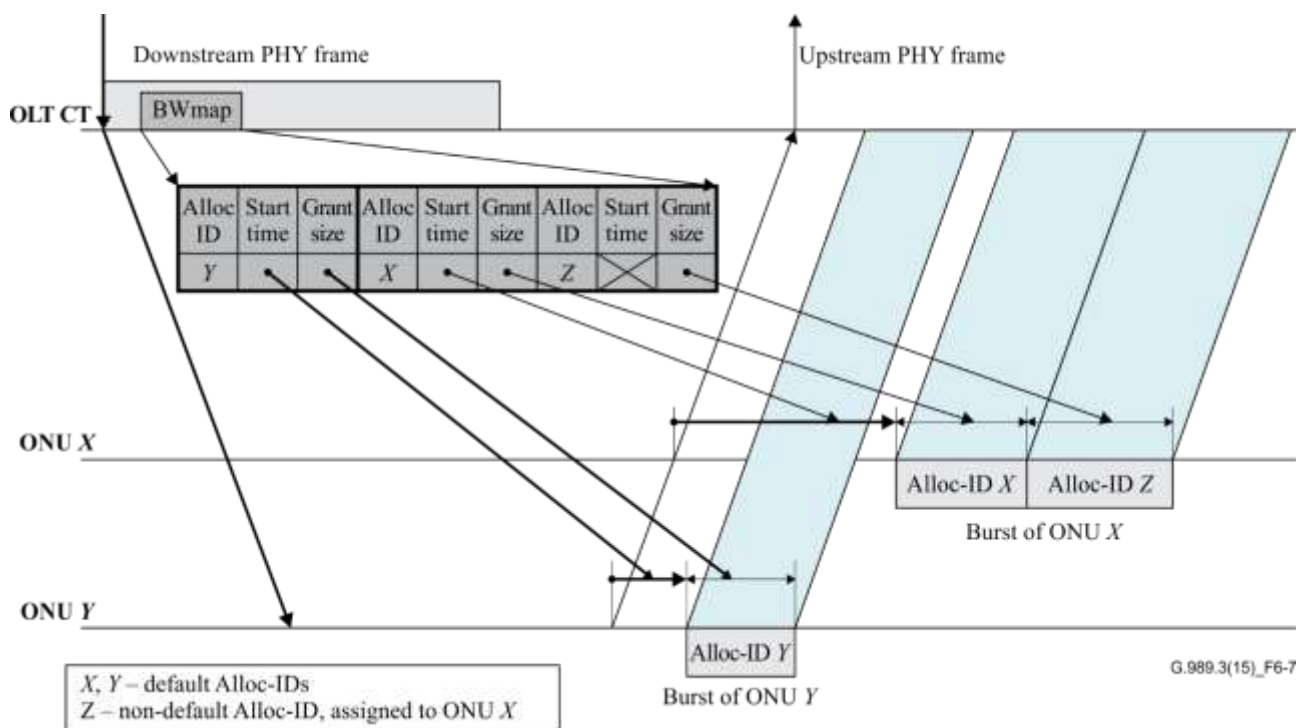 Downstream PHY frame
Upstream PHY frame
OLT CT
BWmap
Alloc ID Start time Grant size Alloc ID Start time Grant size Alloc ID Start time Grant size
Y X Z
ONU X
Alloc-ID X Alloc-ID Z
Burst of ONU X
ONU Y
Alloc-ID Y
G.989.3(15)_F6-7
Burst of ONU Y
X, Y – default Alloc-IDs
Z – non-default Alloc-ID, assigned to ONU X